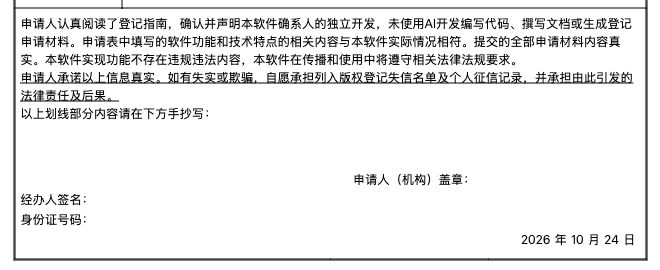 申请人认真阅读了登记指南，确认并声明本软件确系人的独立开发，未使用AI开发编写代码、撰写文档或生成登记
申请材料。申请表中填写的软件功能和技术特点的相关内容与本软件实际情况相符。提交的全部申请材料内容真
实。本软件实现功能不存在违规违法内容，本软件在传播和使用中将遵守相关法律法规要求。
申请人承诺以上信息真实。如有失实或欺骗，自愿承担列入版权登记失信名单及个人征信记录，并承担由此引发的
法律责任及后果。
以上划线部分内容请在下方手抄写：
申请人（机构）盖章：
经办人签名：
身份证号码：
2026 年 10 月 24 日